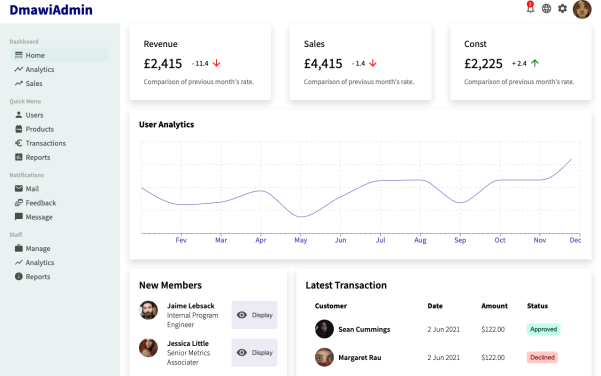 DmawiAdmin
Dashboard
Home
Analytics
Sales
Quick Menu
Users
Products
Transactions
Reports
Notifications
Mail
Feedback
Message
Staff
Manage
Analytics
Reports
Revenue
£2,415 - 11.4
Comparison of previous month's rate.
Sales
£4,415 - 1.4
Comparison of previous month's rate.
Const
£2,225 + 2.4
Comparison of previous month's rate.
User Analytics
Fev Mar Apr May Jun Jul Aug Sep Oct Nov Dec
New Members
Jaime Lebsack
Internal Program
Engineer
Display
Jessica Little
Senior Metrics
Associater
Display
Latest Transaction
Customer Date Amount Status
Sean Cummings 2 Jun 2021 $122.00 Approved
Margaret Rau 2 Jun 2021 $122.00 Declined